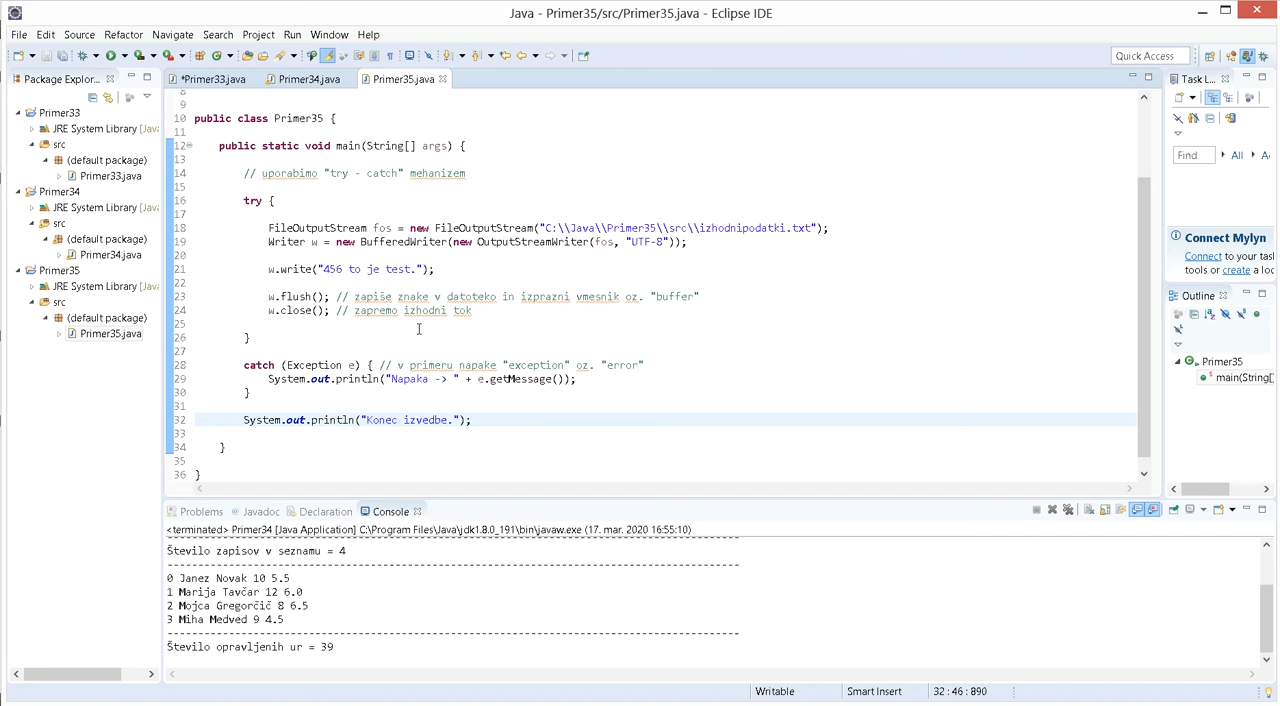 Java - Primer35/src/Primer35.java - Eclipse IDE
File Edit Source Refactor Navigate Search Project Run Window Help
Quick Access
Package Explor...
*Primer33.java Primer34.java Primer35.java
Task L...
Primer33
JRE System Library [Java
src
(default package)
Primer33.java
Primer34
JRE System Library [Java
src
(default package)
Primer34.java
Primer35
JRE System Library [Java
src
(default package)
Primer35.java
8
9
10 public class Primer35 {
11
12 public static void main(String[] args) {
13
14 // uporabimo "try - catch" mehanizem
15
16 try {
17
18 FileOutputStream fos = new FileOutputStream("C:\\Java\\Primer35\\src\\izhodnipodatki.txt");
19 Writer w = new BufferedWriter(new OutputStreamWriter(fos, "UTF-8"));
20
21 w.write("456 to je test.");
22
23 w.flush(); // zapiše znake v datoteko in izprazni vmesnik oz. "buffer"
24 w.close(); // zapremo izhodni tok
25
26 }
27
28 catch (Exception e) { // v primeru napake "exception" oz. "error"
29 System.out.println("Napaka -> " + e.getMessage());
30 }
31
32 System.out.println("Konec izvedbe.");
33
34 }
35
36 }
Find All A
Connect Mylyn
Connect to your task
tools or create a loc
Outline
Primer35
main(String[]
Problems Javadoc Declaration Console
<terminated> Primer34 [Java Application] C:\Program Files\Java\jdk1.8.0_191\bin\javaw.exe (17. mar. 2020 16:55:10)
Število zapisov v seznamu = 4
0 Janez Novak 10 5.5
1 Marija Tavčar 12 6.0
2 Mojca Gregorčič 8 6.5
3 Miha Medved 9 4.5
Število opravljenih ur = 39
Writable Smart Insert 32 : 46 : 890